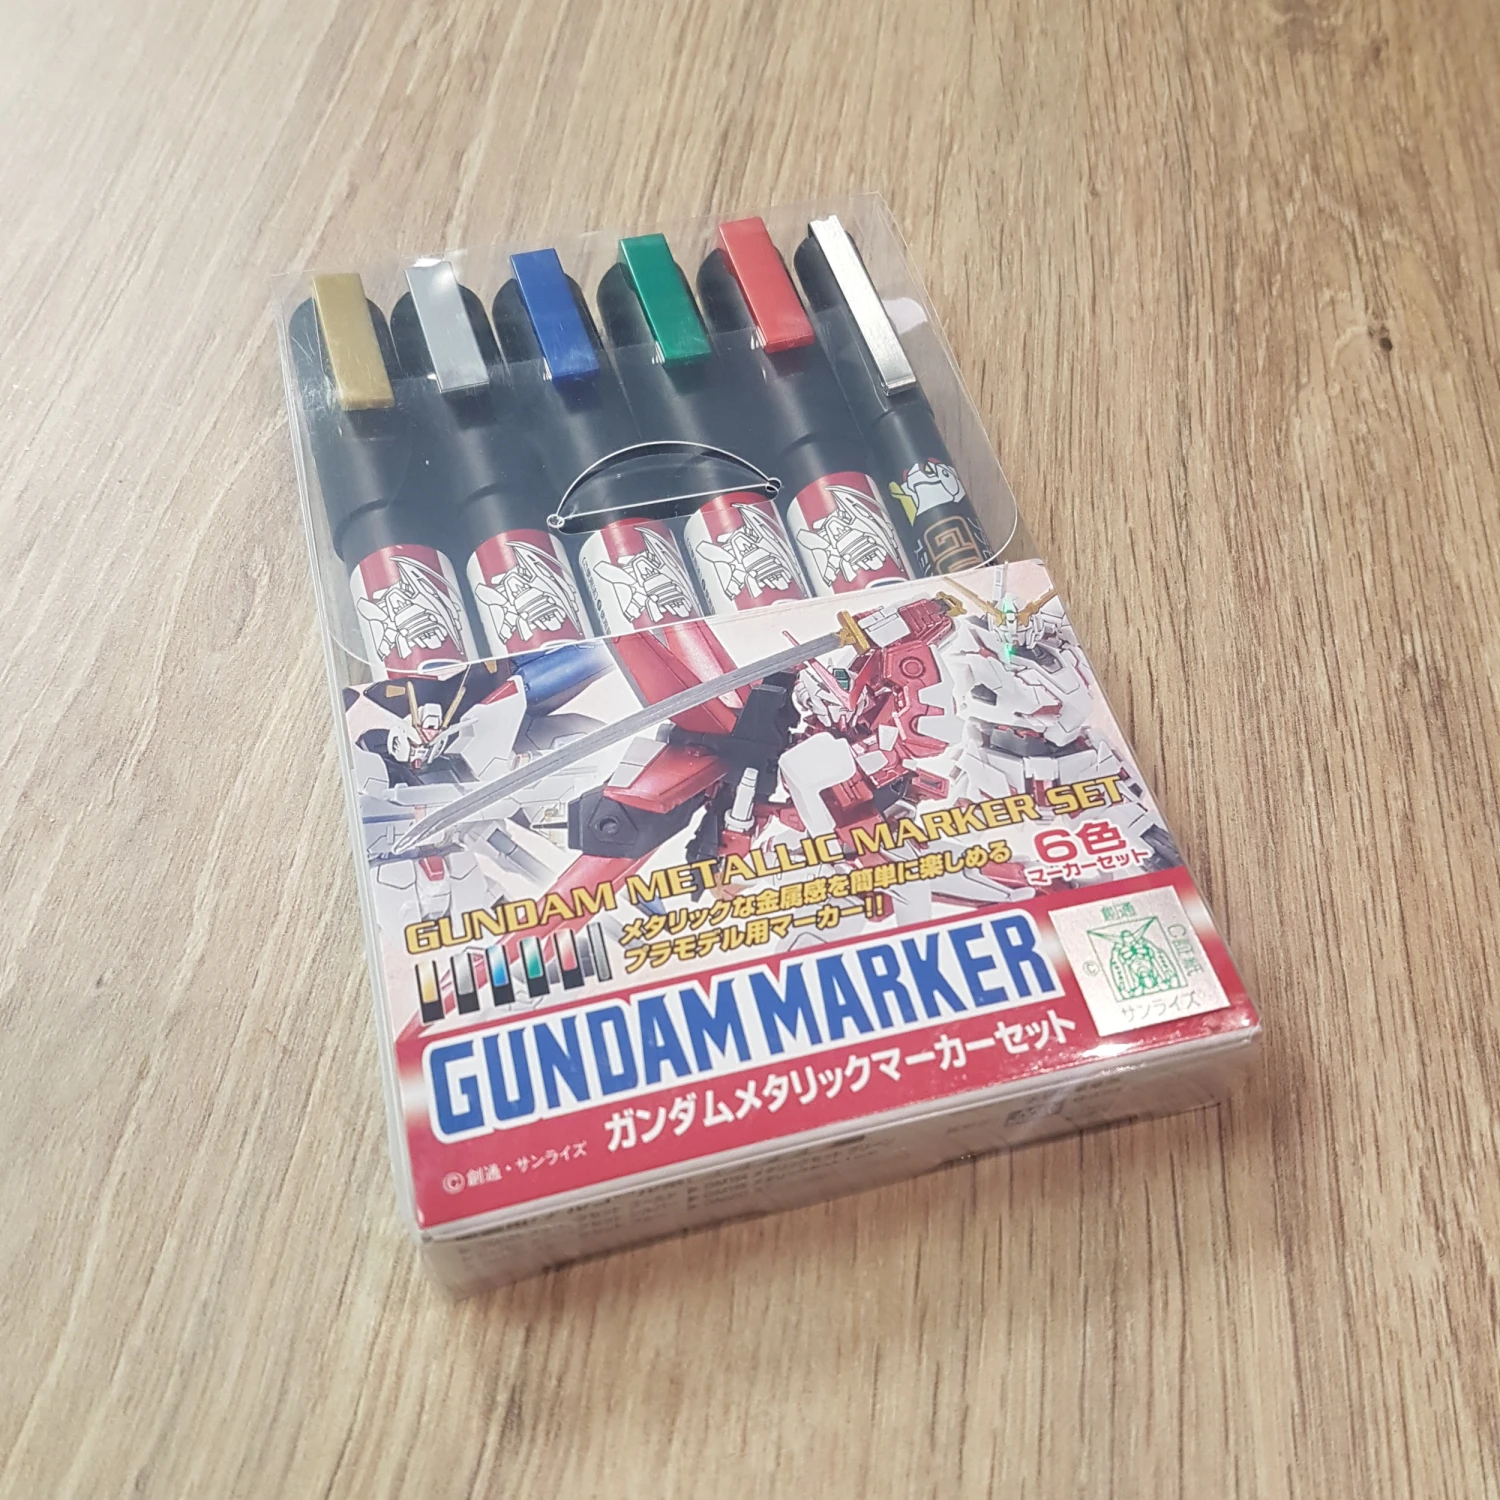 GU
GUNDAM METALLIC MARKER SET
6色
マーカーセット
メタリックな金属感を簡単に楽しめる
プラモデル用マーカー!!
GUNDAM MARKER
ガンダムメタリックマーカーセット
©創通・サンライズ
創通
©
サンライズ